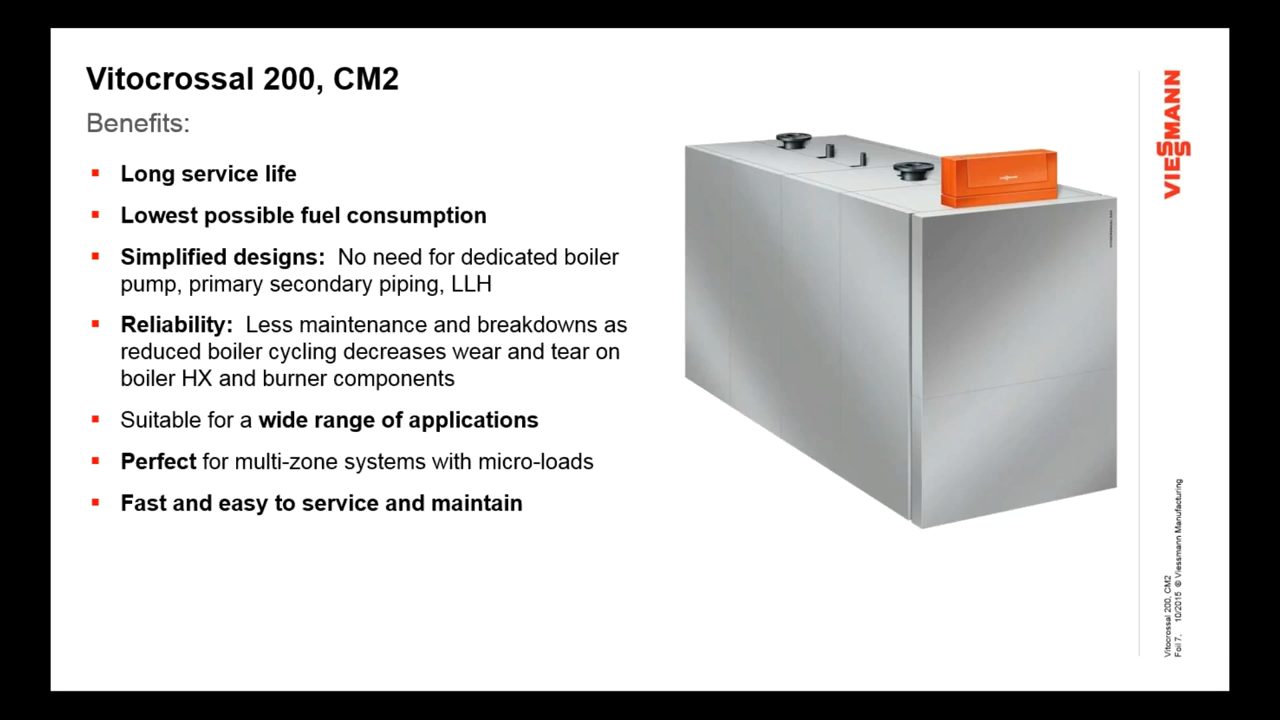 Vitocrossal 200, CM2
Benefits:
Long service life
Lowest possible fuel consumption
Simplified designs: No need for dedicated boiler
pump, primary secondary piping, LLH
Reliability: Less maintenance and breakdowns as
reduced boiler cycling decreases wear and tear on
boiler HX and burner components
Suitable for a wide range of applications
Perfect for multi-zone systems with micro-loads
Fast and easy to service and maintain
VIESSMANN
Vitocrossal 200, CM2
Foil 7, 10/2015 © Viessmann Manufacturing